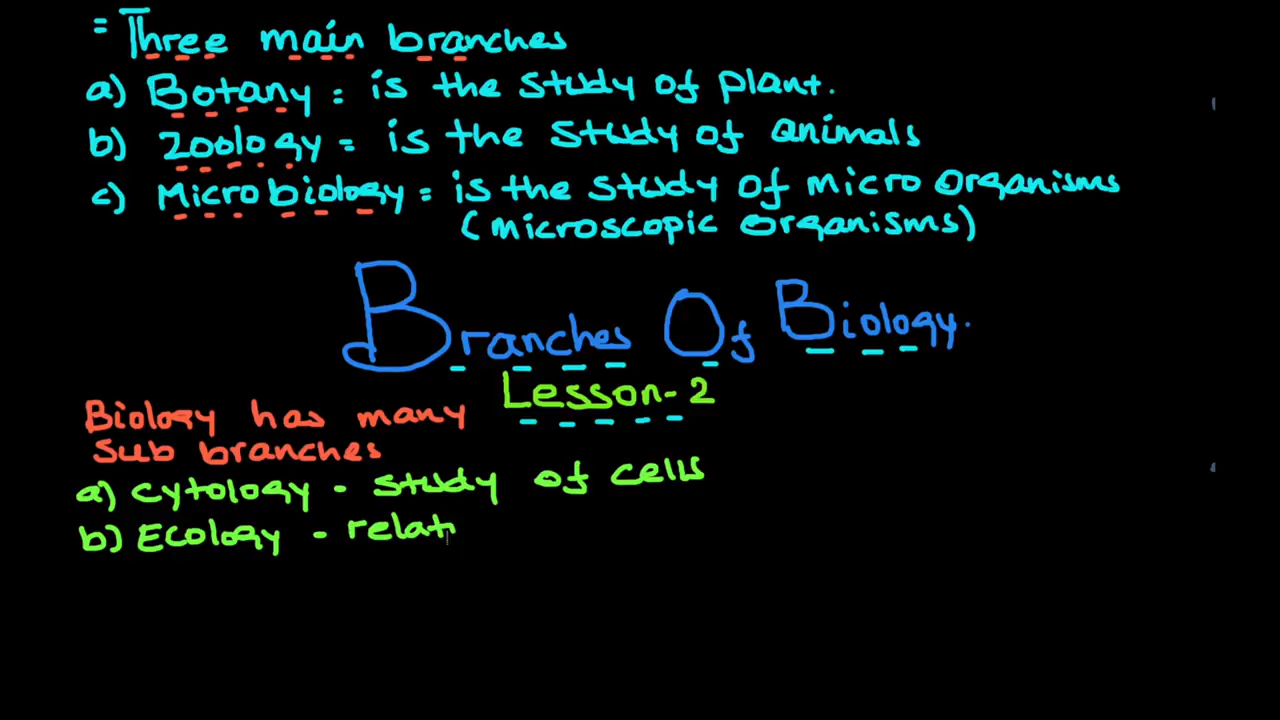 = Three main branches
a) Botany = is the study of plant.
b) Zoology = is the study of animals
c) Microbiology = is the study of micro organisms
(microscopic organisms)
Branches Of Biology.
Lesson-2
Biology has many
Sub branches
a) cytology - study of cells
b) Ecology - relat